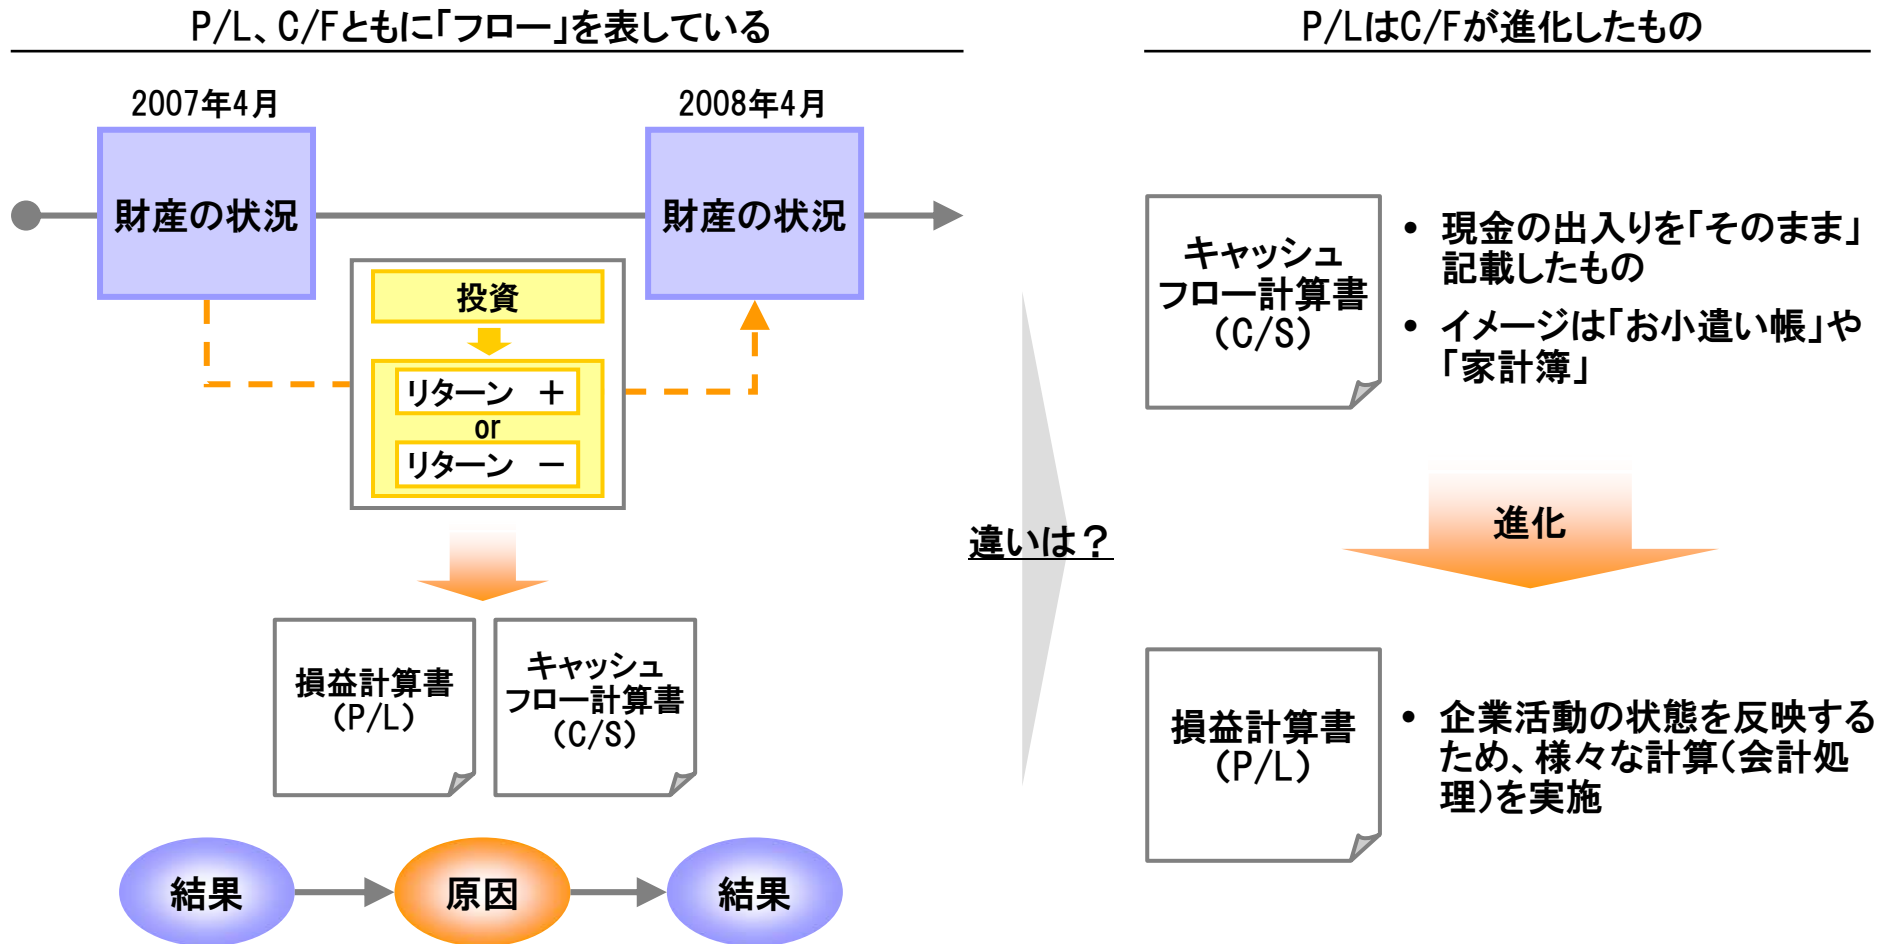 P/L、C/Fともに「フロー」を表している
2007年4月
2008年4月
財産の状況
財産の状況
投資
リターン ＋
or
リターン －
損益計算書
(P/L)
キャッシュ
フロー計算書
(C/S)
結果
原因
結果
違いは？
P/LはC/Fが進化したもの
キャッシュ
フロー計算書
(C/S)
• 現金の出入りを「そのまま」
記載したもの
• イメージは「お小遣い帳」や
「家計簿」
進化
損益計算書
(P/L)
• 企業活動の状態を反映する
ため、様々な計算(会計処
理)を実施